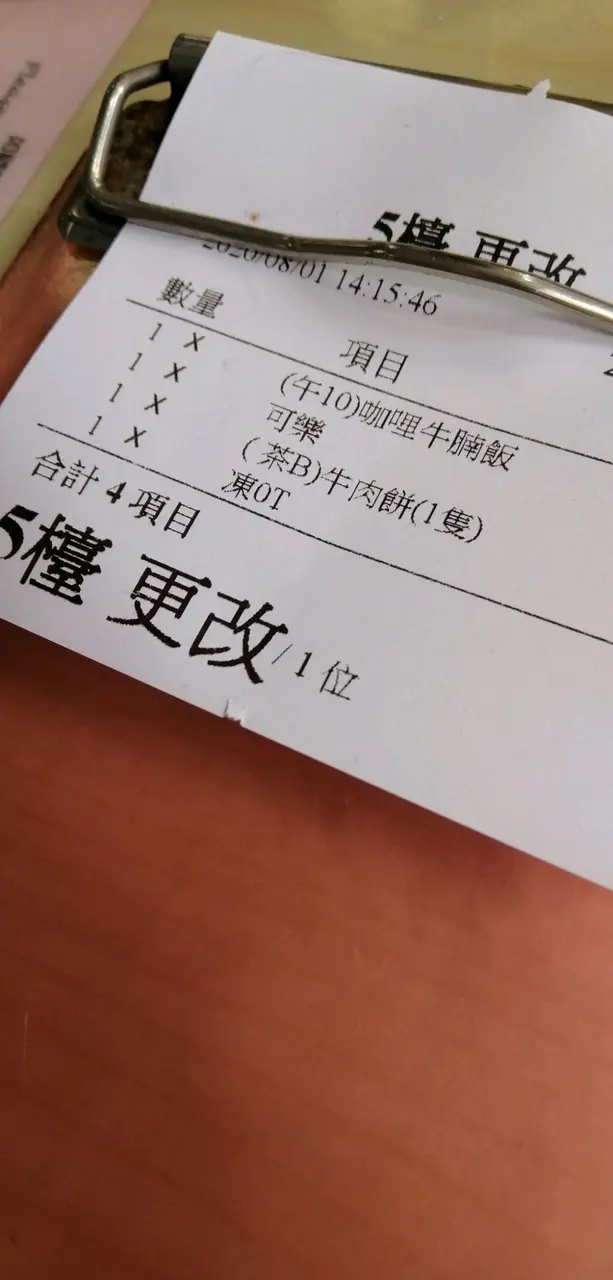 5檯 更改
2020/08/01 14:15:46
數量 項目
1 X (午10)咖哩牛腩飯
1 X 可樂
1 X (茶B)牛肉餅(1隻)
1 X 凍0T
合計 4 項目
5檯 更改/1 位